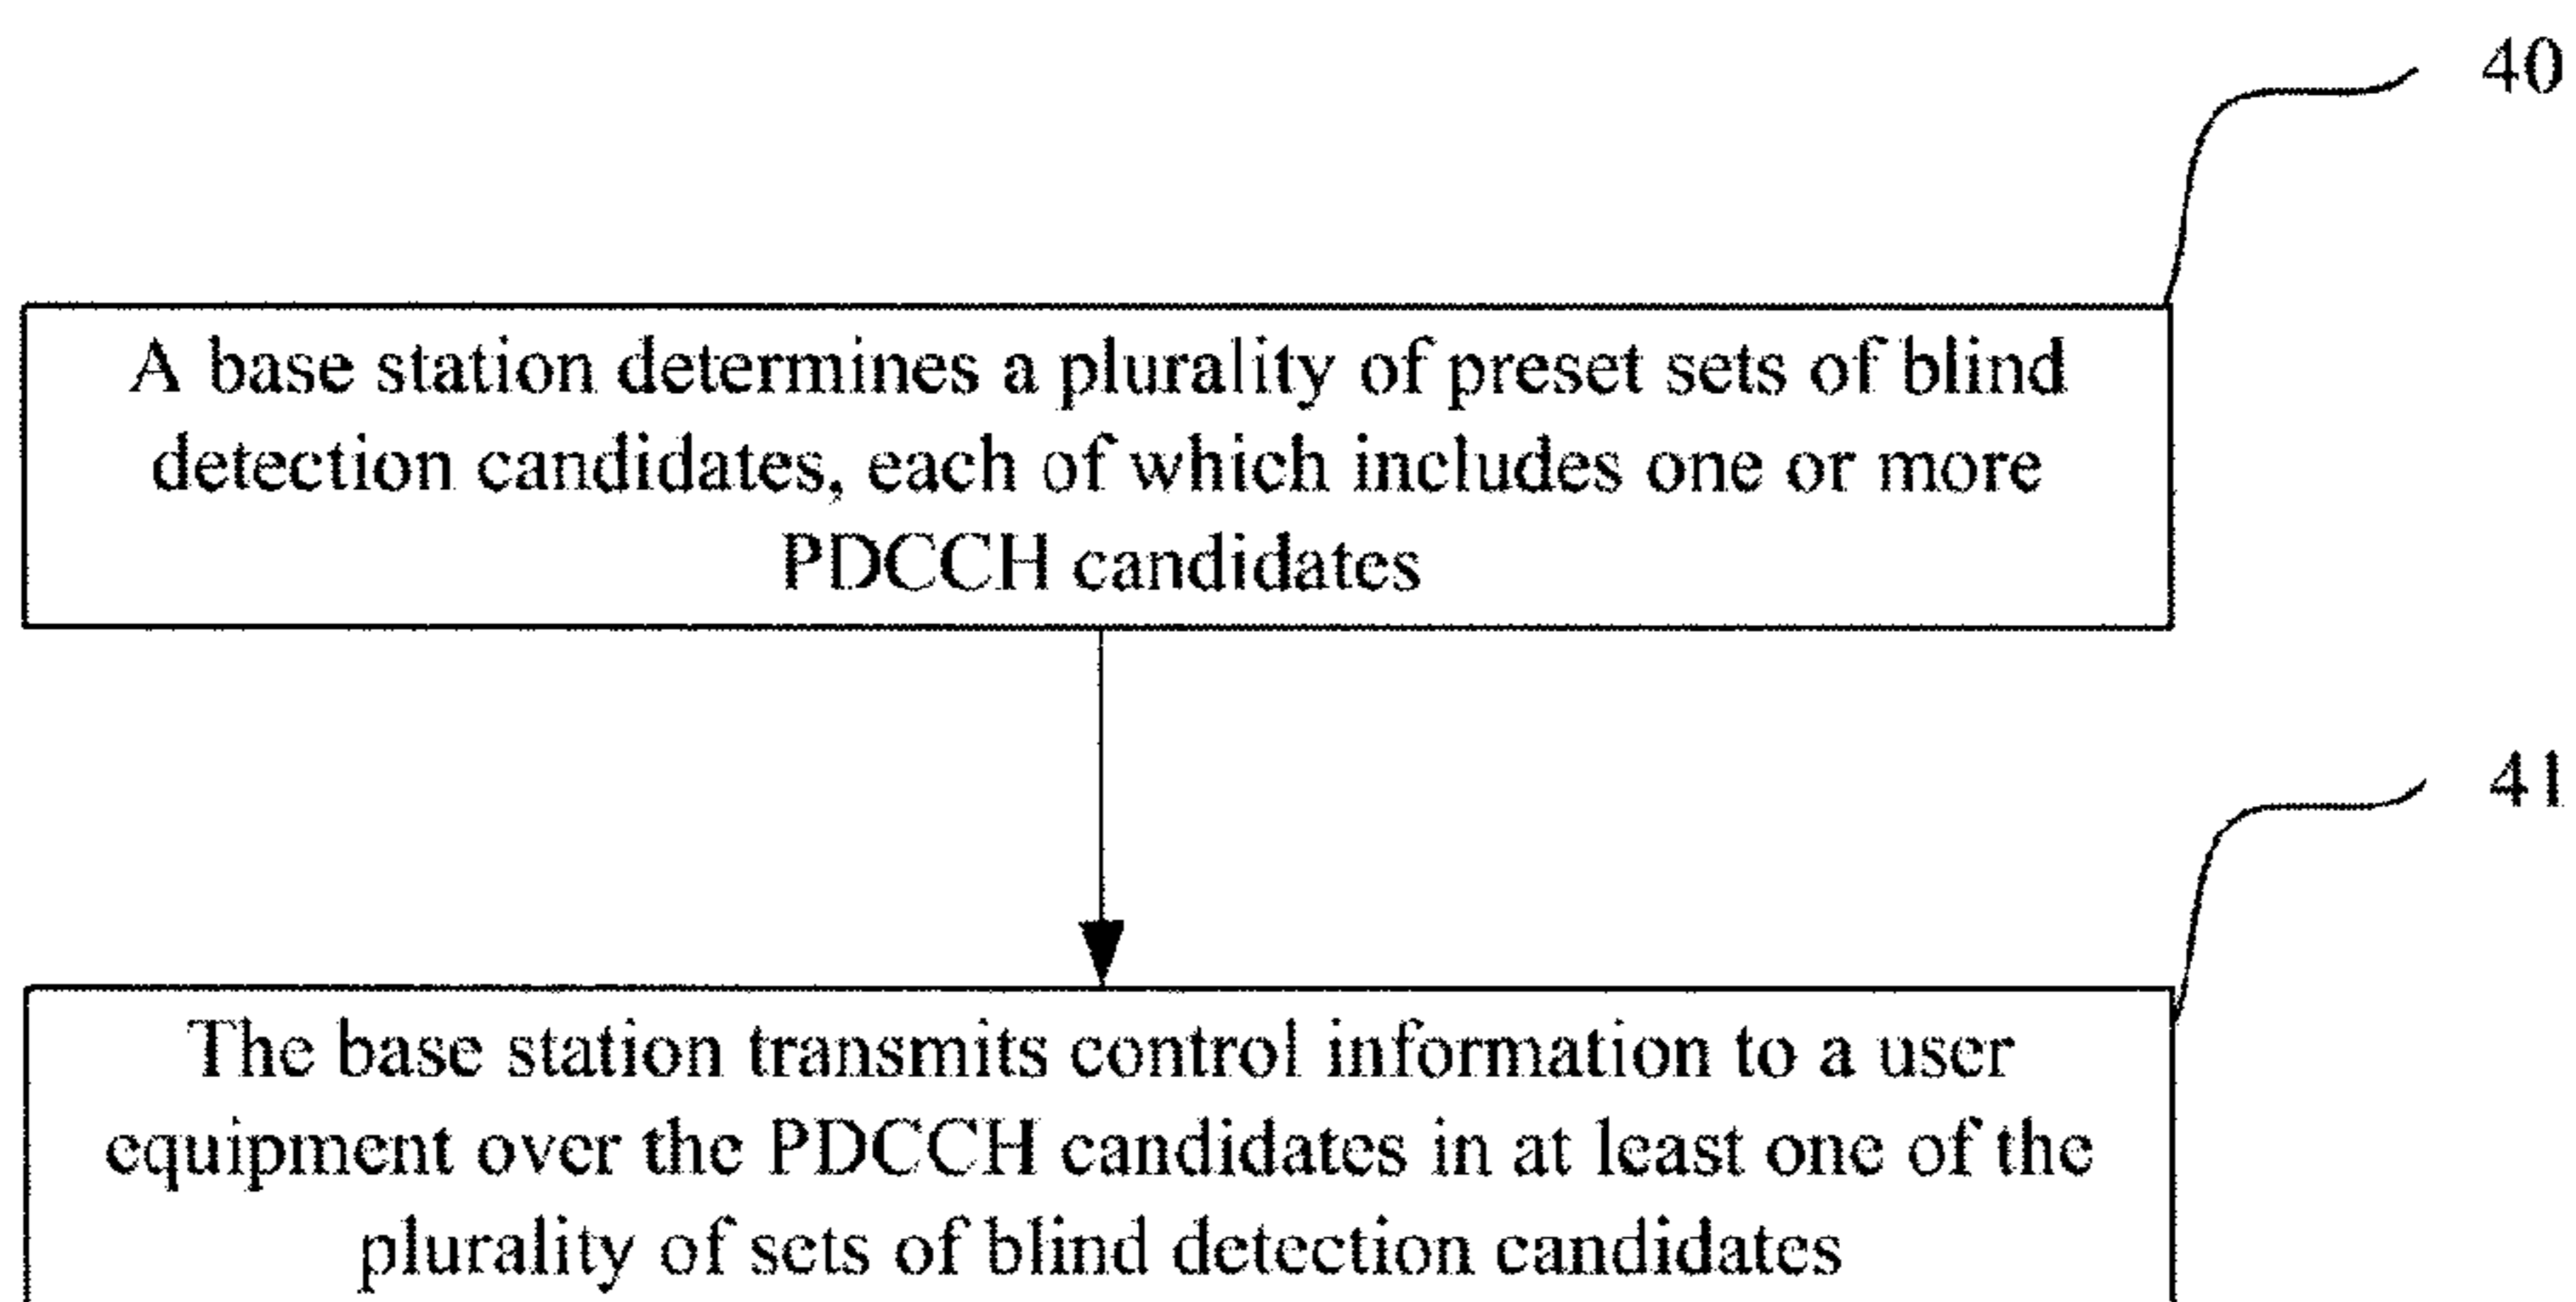 40
A base station determines a plurality of preset sets of blind
detection candidates, each of which includes one or more
PDCCH candidates
41
The base station transmits control information to a user
equipment over the PDCCH candidates in at least one of the
plurality of sets of blind detection candidates